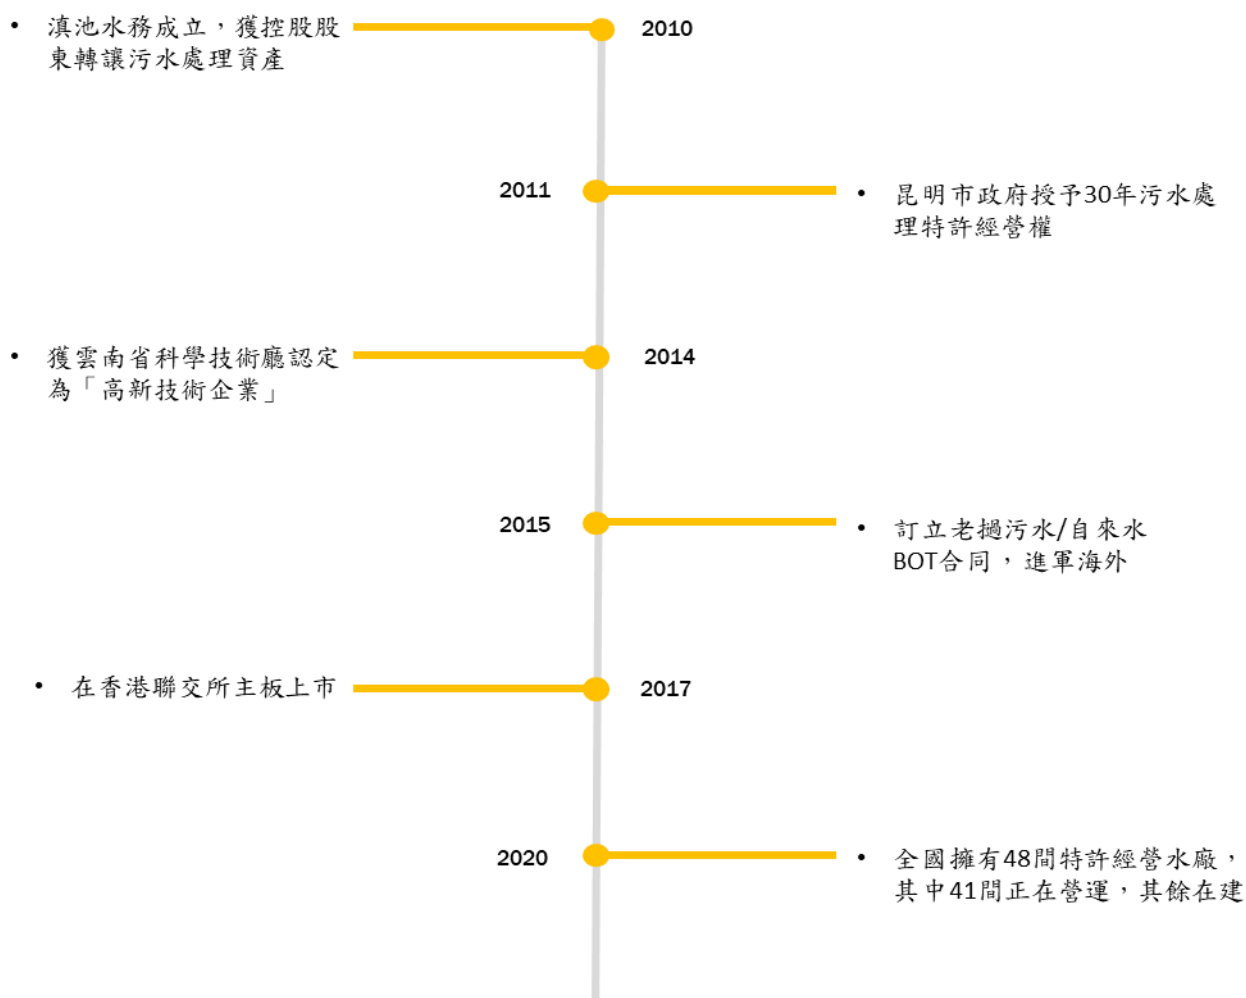 • 滇池水務成立，獲控股股
東轉讓污水處理資產
2010
2011
• 昆明市政府授予30年污水處
理特許經營權
• 獲雲南省科學技術廳認定
為「高新技術企業」
2014
2015
• 訂立老撾污水/自來水
BOT合同，進軍海外
• 在香港聯交所主板上市
2017
2020
• 全國擁有48間特許經營水廠，
其中41間正在營運，其餘在建